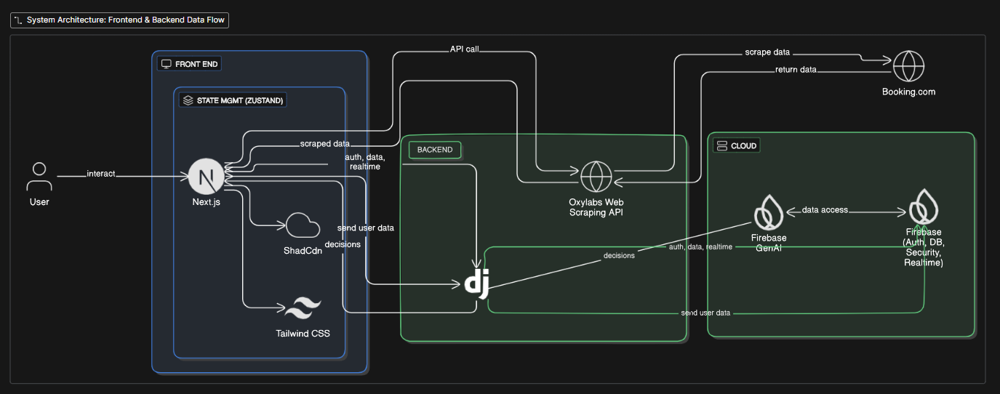 System Architecture: Frontend & Backend Data Flow
API call
scrape data
FRONT END
return data
Booking.com
STATE MGMT (ZUSTAND)
scraped data
BACKEND
CLOUD
auth, data,
realtime
interact
N
Next.js
User
Oxylabs Web
Scraping API
data access
send user data
Firebase
GenAI
Firebase
(Auth, DB,
Security,
Realtime)
ShadCdn
decisions
auth, data, realtime
decisions
dj
send user data
Tailwind CSS